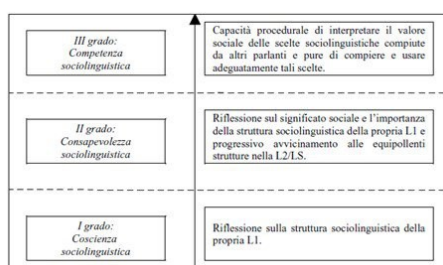 III grado:
Competenza
sociolinguistica
Capacità procedurale di interpretare il valore
sociale delle scelte sociolinguistiche compiute
da altri parlanti e pure di compiere e usare
adeguatamente tali scelte.
II grado:
Consapevolezza
sociolinguistica
Riflessione sul significato sociale e l'importanza
della struttura sociolinguistica della propria L1 e
progressivo avvicinamento alle equipollenti
strutture nella L2/LS.
I grado:
Coscienza
sociolinguistica
Riflessione sulla struttura sociolinguistica della
propria L1.